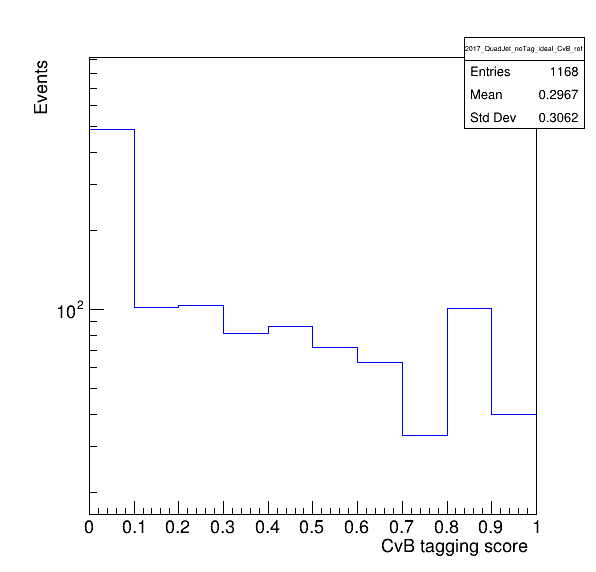 2017_QuadJet_noTag_ideal_CvB_ref
Entries 1168
Mean 0.2967
Std Dev 0.3062
Events
10²
0 0.1 0.2 0.3 0.4 0.5 0.6 0.7 0.8 0.9 1
CvB tagging score